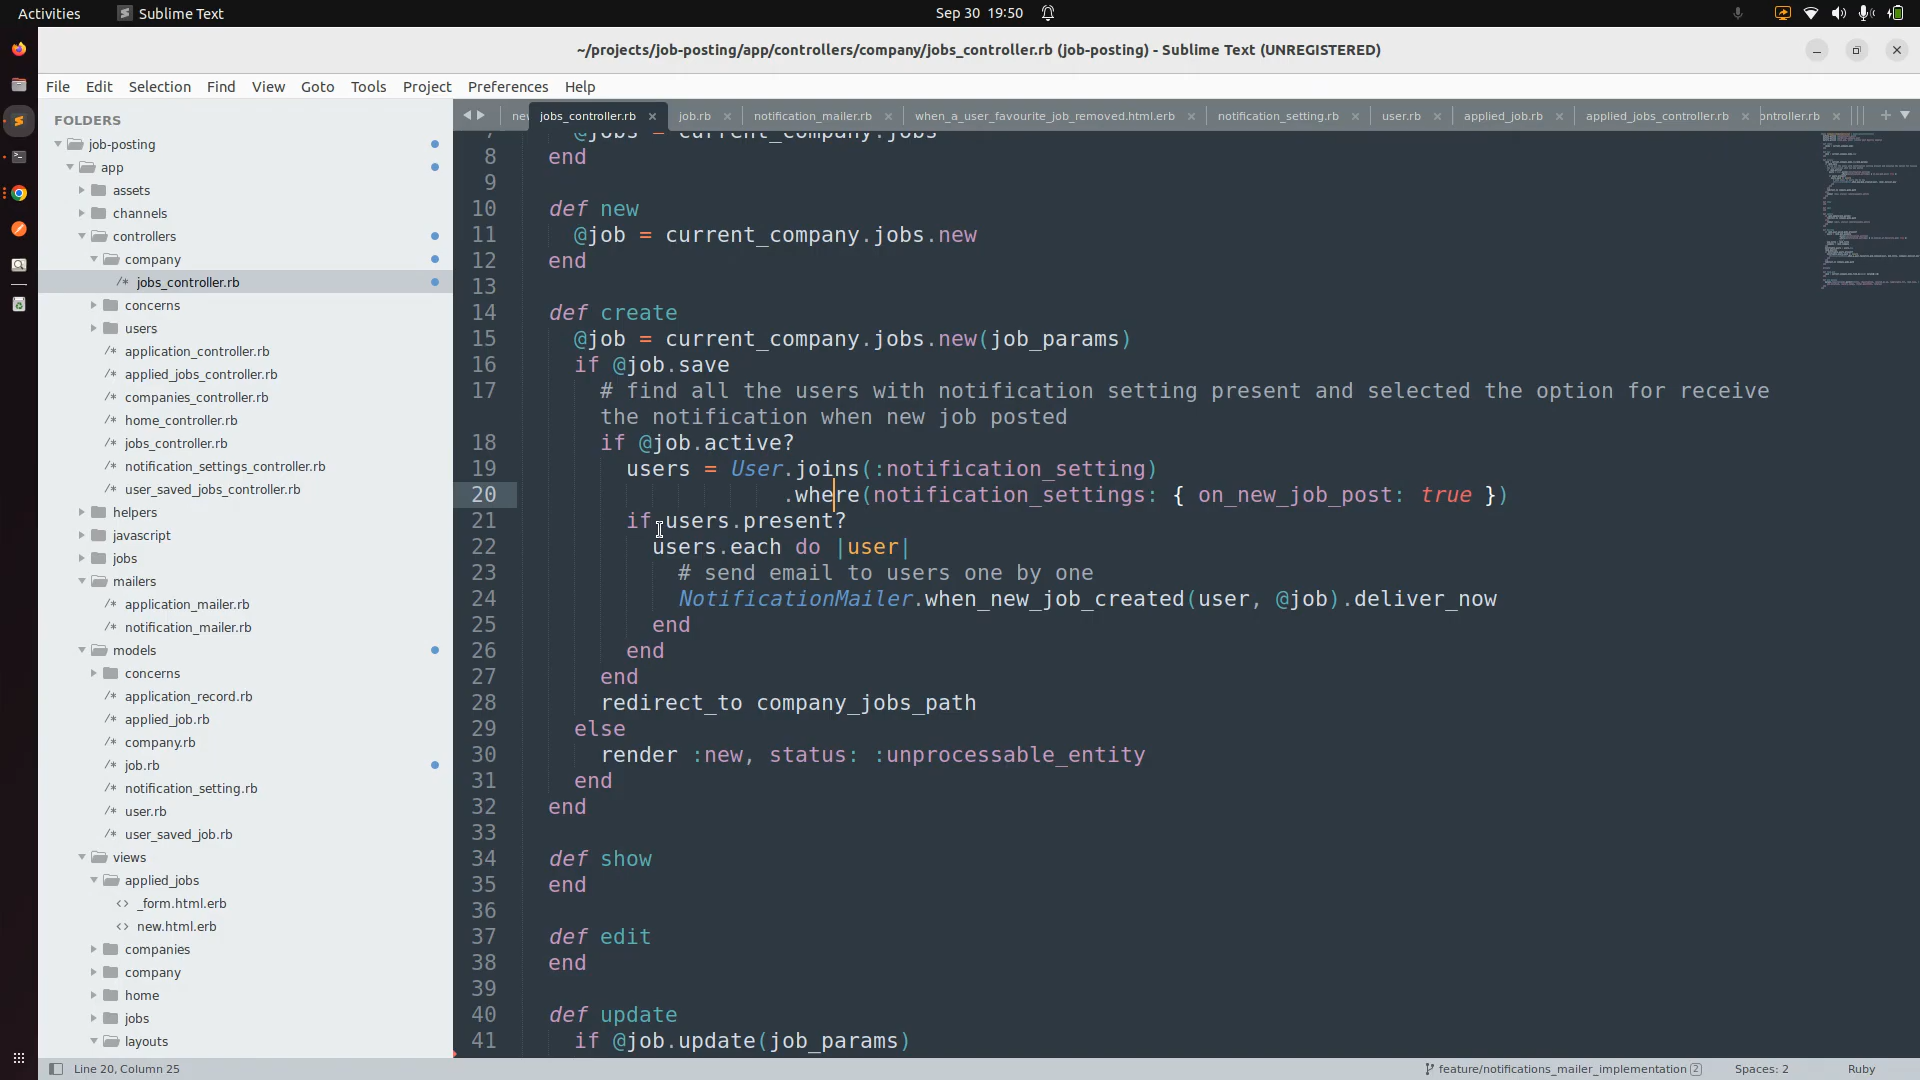 Activities
Sublime Text
Sep 30 19:50
~/projects/job-posting/app/controllers/company/jobs_controller.rb (job-posting) - Sublime Text (UNREGISTERED)
File Edit Selection Find View Goto Tools Project Preferences Help
FOLDERS
job-posting
app
assets
channels
controllers
company
/* jobs_controller.rb
concerns
users
/* application_controller.rb
/* applied_jobs_controller.rb
/* companies_controller.rb
/* home_controller.rb
/* jobs_controller.rb
/* notification_settings_controller.rb
/* user_saved_jobs_controller.rb
helpers
javascript
jobs
mailers
/* application_mailer.rb
/* notification_mailer.rb
models
concerns
/* application_record.rb
/* applied_job.rb
/* company.rb
/* job.rb
/* notification_setting.rb
/* user.rb
/* user_saved_job.rb
views
applied_jobs
<> _form.html.erb
<> new.html.erb
companies
company
home
jobs
layouts
nev jobs_controller.rb × job.rb × notification_mailer.rb × when_a_user_favourite_job_removed.html.erb × notification_setting.rb × user.rb × applied_job.rb × applied_jobs_controller.rb × ontroller.rb ×
7 @jobs = current_company.jobs
8 end
9
10 def new
11 @job = current_company.jobs.new
12 end
13
14 def create
15 @job = current_company.jobs.new(job_params)
16 if @job.save
17 # find all the users with notification setting present and selected the option for receive
the notification when new job posted
18 if @job.active?
19 users = User.joins(:notification_setting)
20 .where(notification_settings: { on_new_job_post: true })
21 if users.present?
22 users.each do |user|
23 # send email to users one by one
24 NotificationMailer.when_new_job_created(user, @job).deliver_now
25 end
26 end
27 end
28 redirect_to company_jobs_path
29 else
30 render :new, status: :unprocessable_entity
31 end
32 end
33
34 def show
35 end
36
37 def edit
38 end
39
40 def update
41 if @job.update(job_params)
Line 20, Column 25
feature/notifications_mailer_implementation 2
Spaces: 2
Ruby